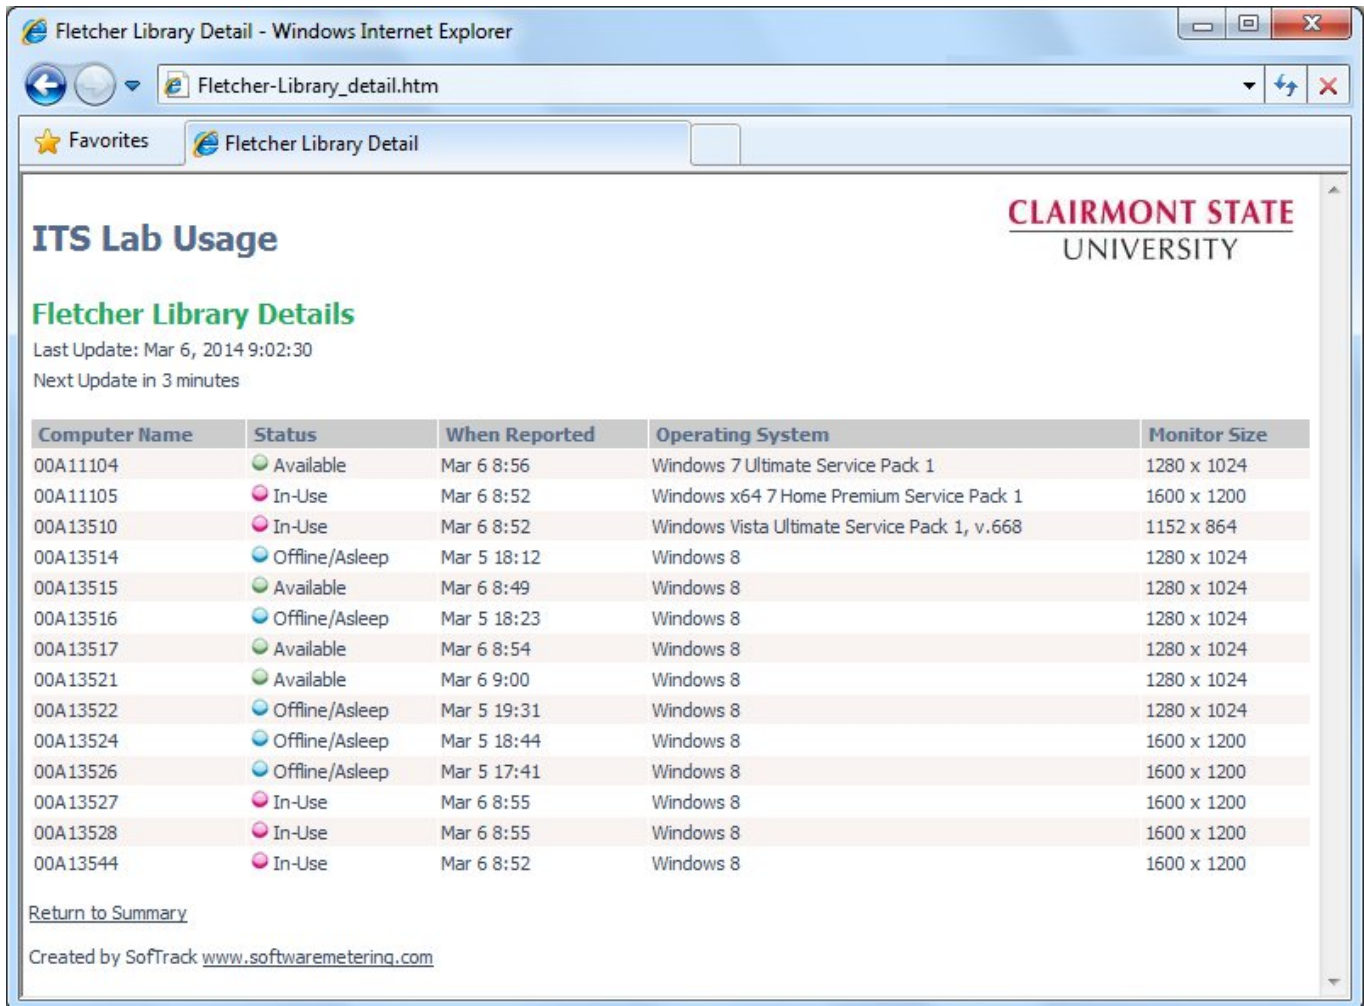 Fletcher Library Detail - Windows Internet Explorer
Fletcher-Library_detail.htm
Favorites
Fletcher Library Detail
CLAIRMONT STATE
UNIVERSITY
ITS Lab Usage
Fletcher Library Details
Last Update: Mar 6, 2014 9:02:30
Next Update in 3 minutes
Computer Name Status When Reported Operating System Monitor Size
00A11104 Available Mar 6 8:56 Windows 7 Ultimate Service Pack 1 1280 x 1024
00A11105 In-Use Mar 6 8:52 Windows x64 7 Home Premium Service Pack 1 1600 x 1200
00A13510 In-Use Mar 6 8:52 Windows Vista Ultimate Service Pack 1, v.668 1152 x 864
00A13514 Offline/Asleep Mar 5 18:12 Windows 8 1280 x 1024
00A13515 Available Mar 6 8:49 Windows 8 1280 x 1024
00A13516 Offline/Asleep Mar 5 18:23 Windows 8 1280 x 1024
00A13517 Available Mar 6 8:54 Windows 8 1280 x 1024
00A13521 Available Mar 6 9:00 Windows 8 1280 x 1024
00A13522 Offline/Asleep Mar 5 19:31 Windows 8 1280 x 1024
00A13524 Offline/Asleep Mar 5 18:44 Windows 8 1600 x 1200
00A13526 Offline/Asleep Mar 5 17:41 Windows 8 1600 x 1200
00A13527 In-Use Mar 6 8:55 Windows 8 1600 x 1200
00A13528 In-Use Mar 6 8:55 Windows 8 1600 x 1200
00A13544 In-Use Mar 6 8:52 Windows 8 1600 x 1200
Return to Summary
Created by SofTrack www.softwaremetering.com